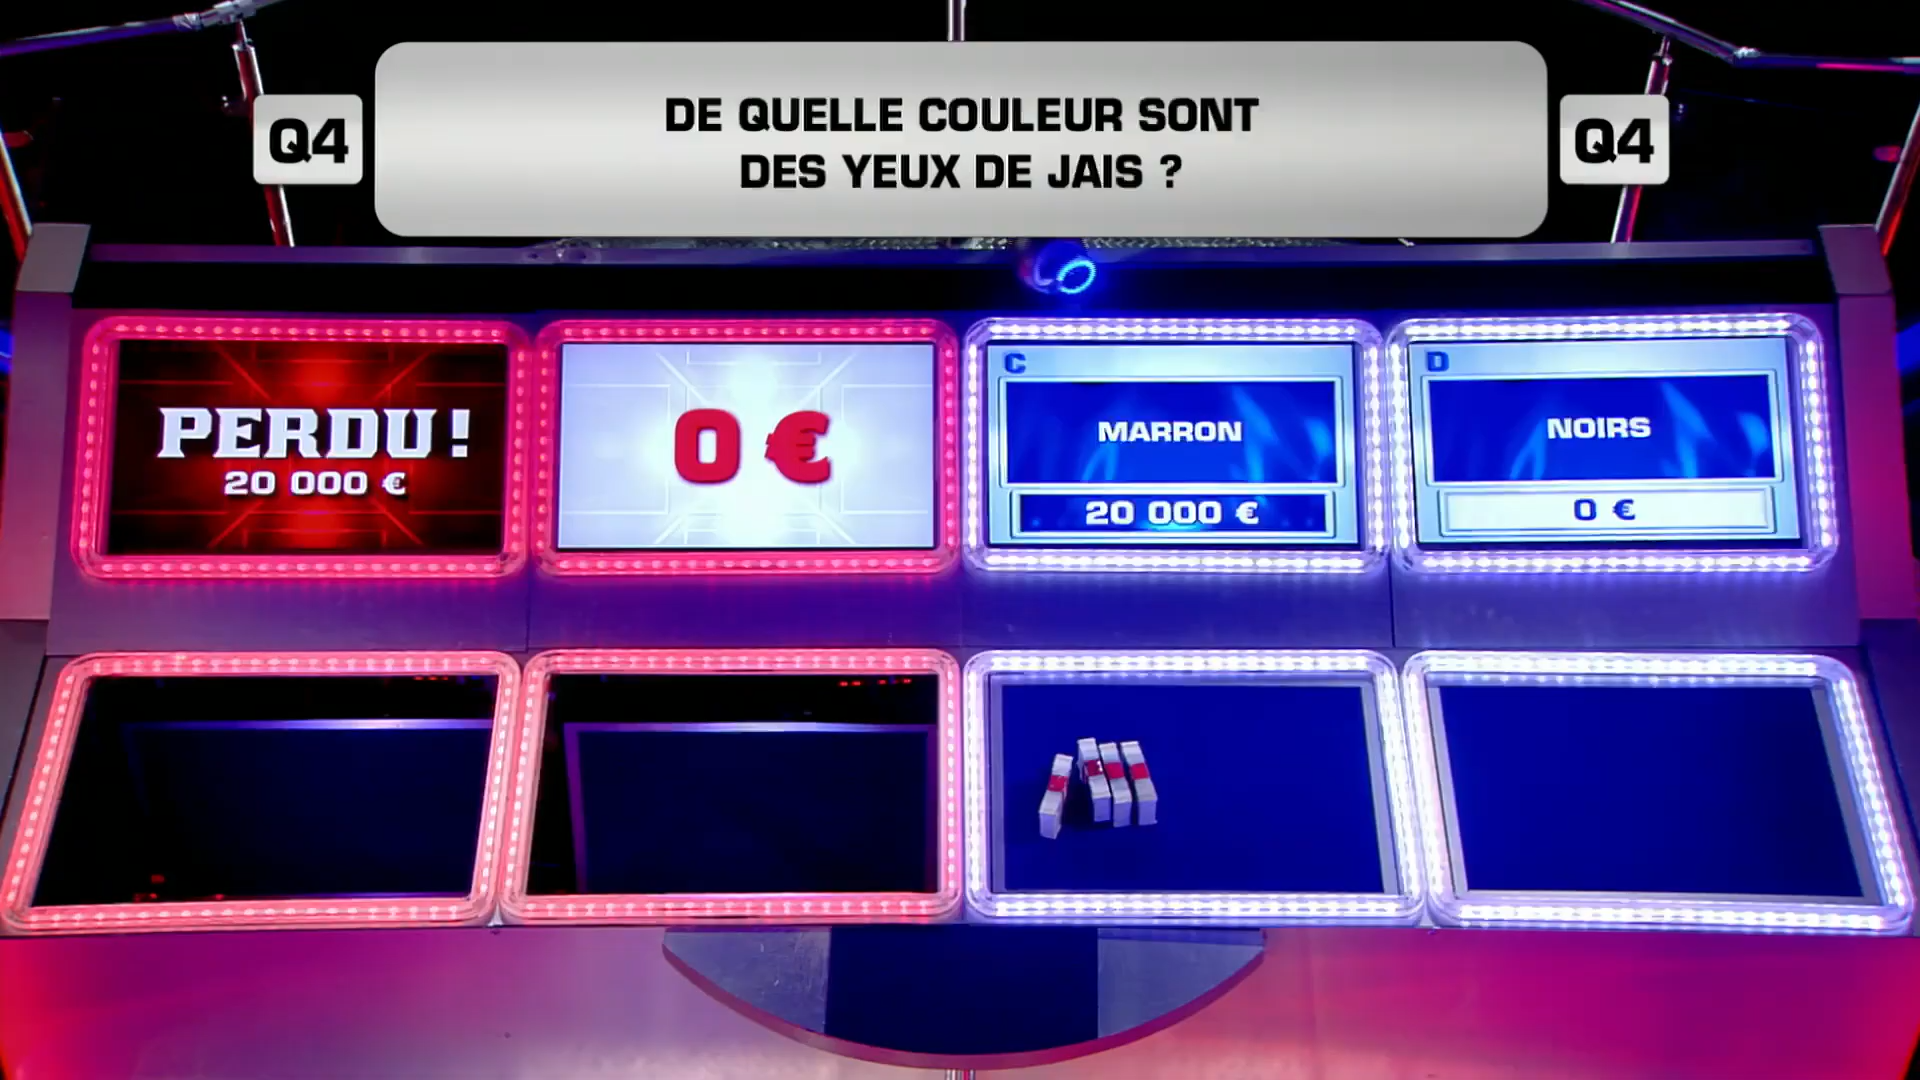 Q4
DE QUELLE COULEUR SONT
DES YEUX DE JAIS ?
Q4
PERDU !
20 000 €
0 €
C
MARRON
20 000 €
D
NOIRS
0 €